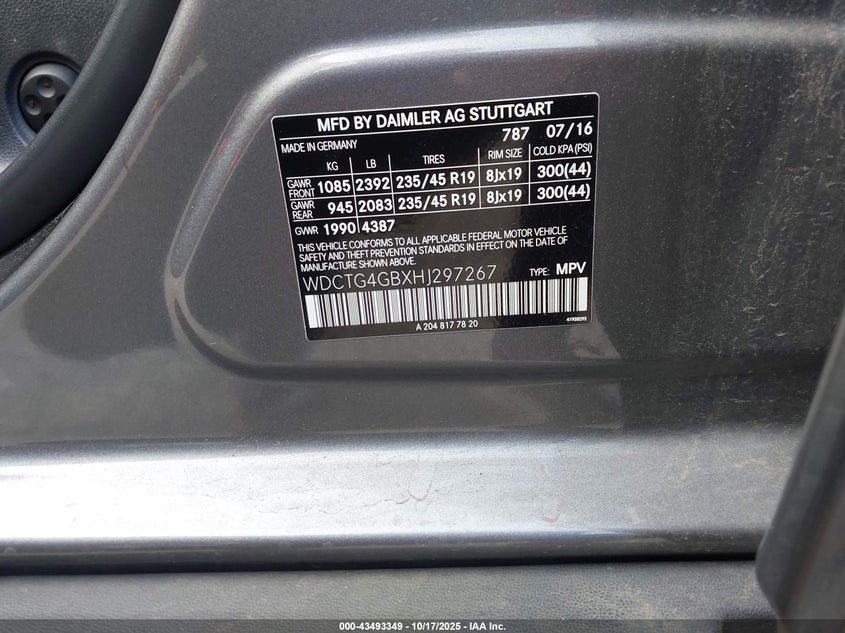 MFD BY DAIMLER AG STUTTGART
MADE IN GERMANY 787 07/16
KG LB TIRES RIM SIZE COLD KPA (PSI)
GAWR FRONT 1085 2392 235/45 R19 8Jx19 300(44)
GAWR REAR 945 2083 235/45 R19 8Jx19 300(44)
GVWR 1990 4387
THIS VEHICLE CONFORMS TO ALL APPLICABLE FEDERAL MOTOR VEHICLE
SAFETY AND THEFT PREVENTION STANDARDS IN EFFECT ON THE DATE OF
MANUFACTURE SHOWN ABOVE.
WDCTG4GBXHJ297267 TYPE: MPV
A 204 817 78 20 41928292
000-43493349 | 10/17/2025 | IAA Inc.